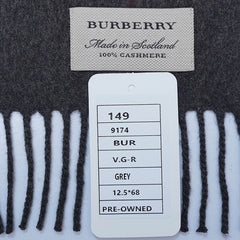 BURBERRY
Made in Scotland
100% CASHMERE
149
9174
BUR
V.G-R
GREY
12.5*68
PRE-OWNED